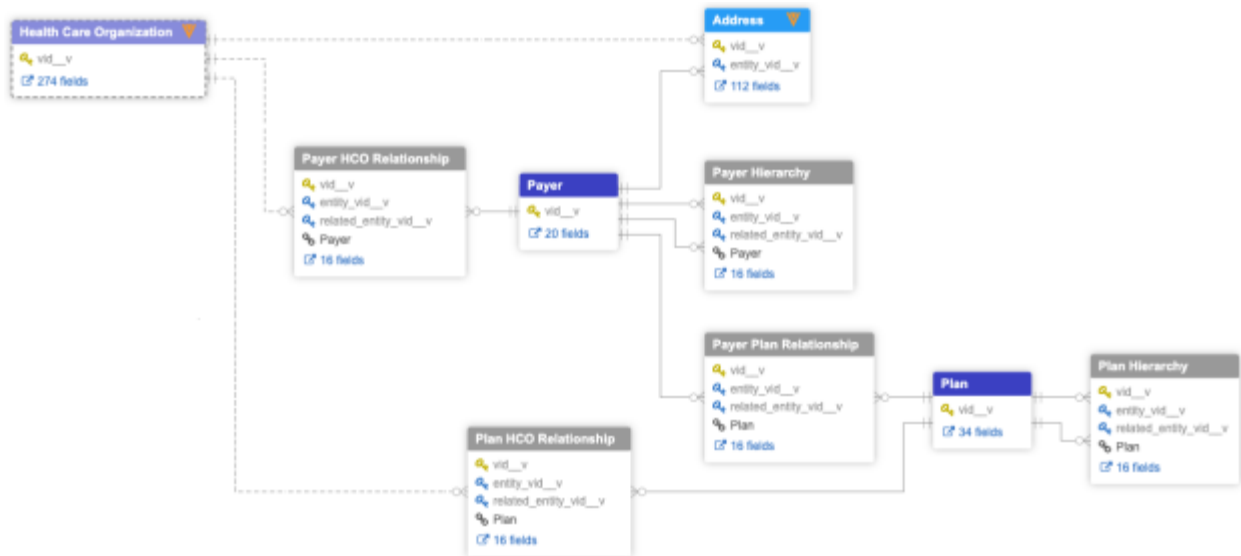 Health Care Organization
vid__v
274 fields
Address
vid__v
entity_vid__v
112 fields
Payer HCO Relationship
vid__v
entity_vid__v
related_entity_vid__v
Payer
16 fields
Payer
vid__v
20 fields
Payer Hierarchy
vid__v
entity_vid__v
related_entity_vid__v
Payer
16 fields
Payer Plan Relationship
vid__v
entity_vid__v
related_entity_vid__v
Plan
16 fields
Plan
vid__v
34 fields
Plan Hierarchy
vid__v
entity_vid__v
related_entity_vid__v
Plan
16 fields
Plan HCO Relationship
vid__v
entity_vid__v
related_entity_vid__v
Plan
16 fields